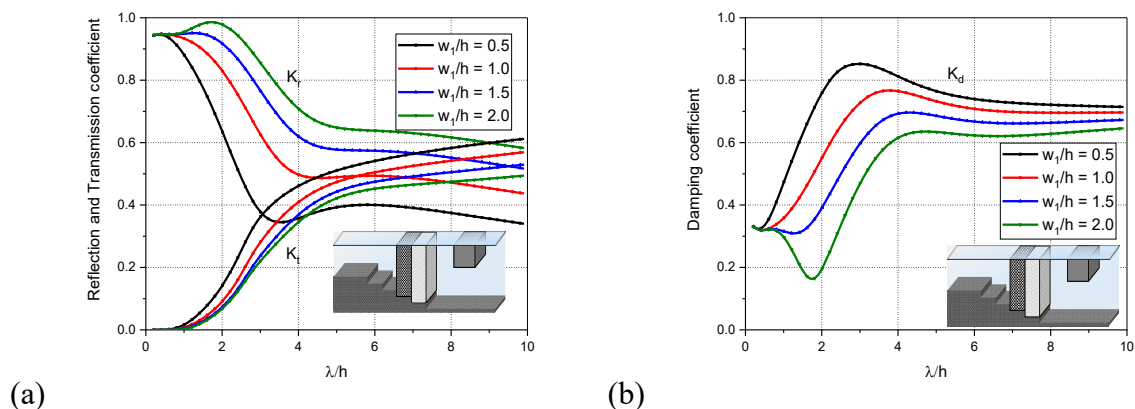 1.0
0.8
0.6
0.4
0.2
0.0
Reflection and Transmission coefficient
w₁/h = 0.5
w₁/h = 1.0
w₁/h = 1.5
w₁/h = 2.0
Kᵣ
Kₜ
0 2 4 6 8 10
λ/h
(a)
1.0
0.8
0.6
0.4
0.2
0.0
Damping coefficient
K_d
w₁/h = 0.5
w₁/h = 1.0
w₁/h = 1.5
w₁/h = 2.0
0 2 4 6 8 10
λ/h
(b)